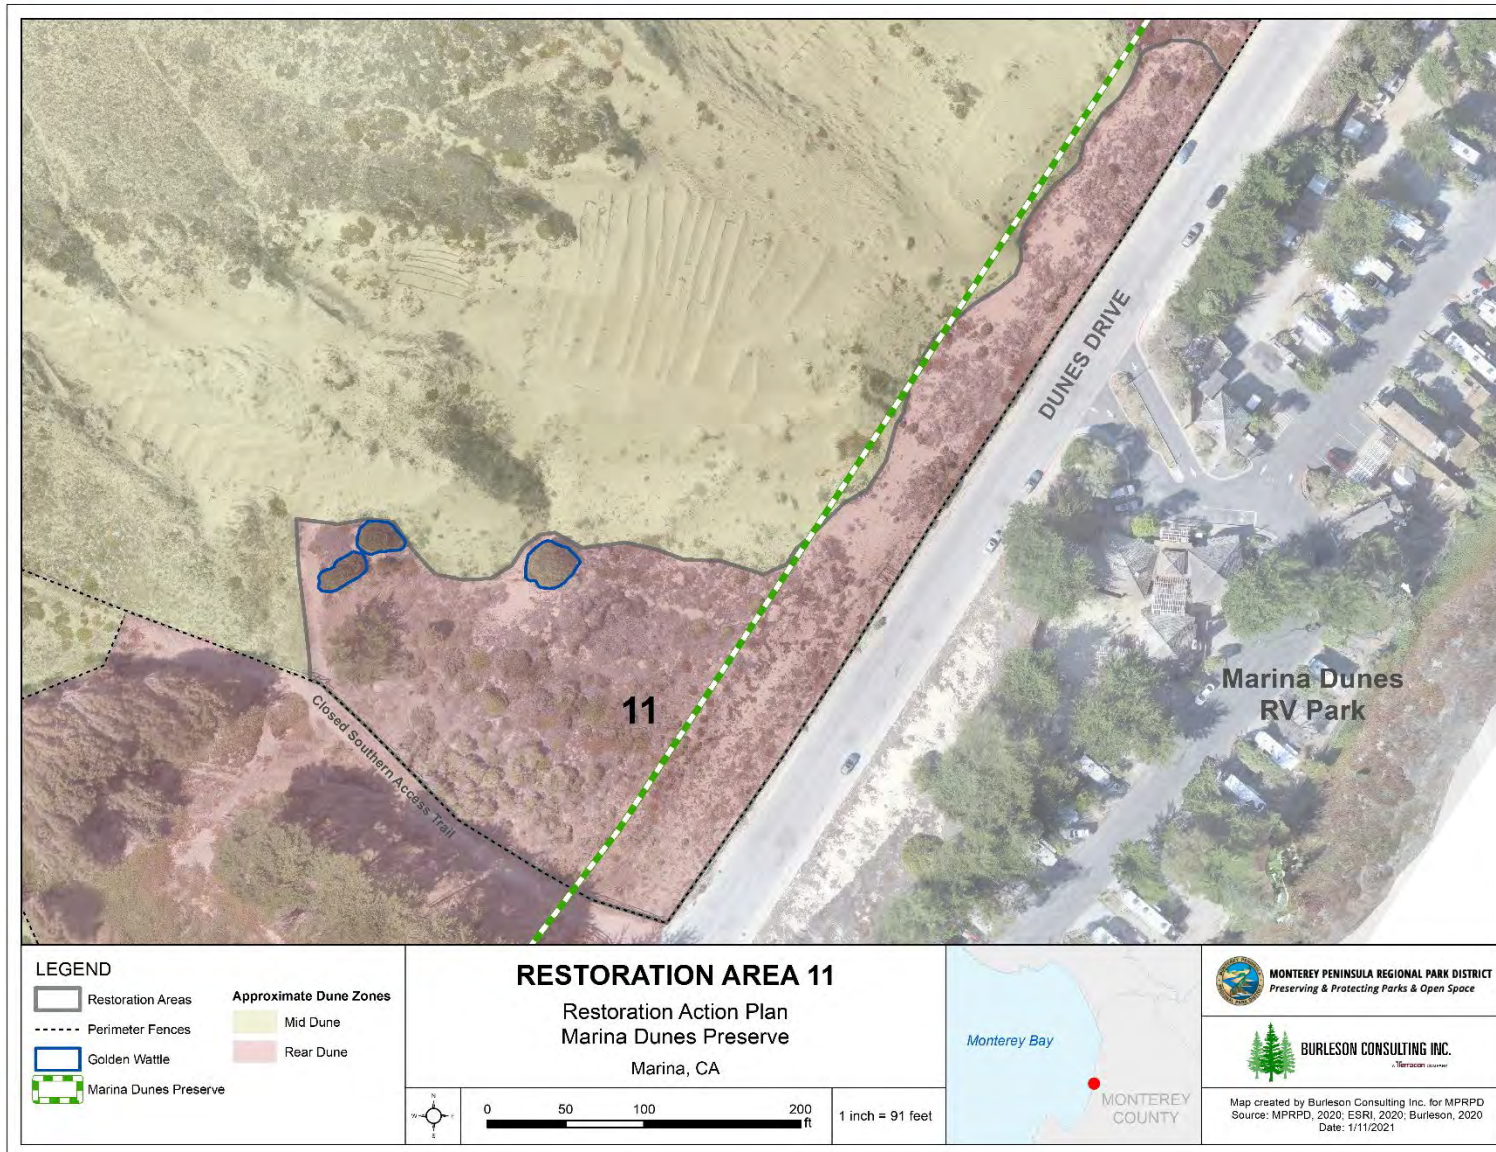 DUNES DRIVE
Marina Dunes
RV Park
11
Closed Southern Access Trail
LEGEND
Restoration Areas
Perimeter Fences
Golden Wattle
Marina Dunes Preserve
Approximate Dune Zones
Mid Dune
Rear Dune
RESTORATION AREA 11
Restoration Action Plan
Marina Dunes Preserve
Marina, CA
N
W
E
S
0 50 100 200
ft
1 inch = 91 feet
Monterey Bay
MONTEREY
COUNTY
MONTEREY PENINSULA REGIONAL PARK DISTRICT
Preserving & Protecting Parks & Open Space
BURLESON CONSULTING INC.
A Terracon COMPANY
Map created by Burleson Consulting Inc. for MPRPD
Source: MPRPD, 2020; ESRI, 2020; Burleson, 2020
Date: 1/11/2021